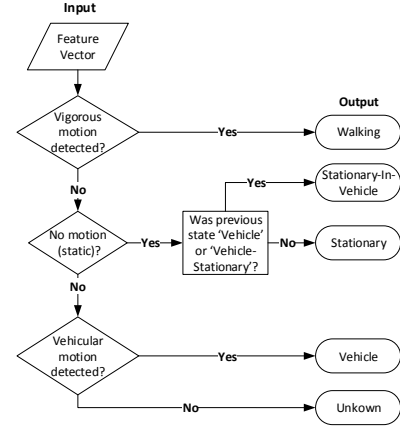 Input
Feature
Vector
Vigorous
motion
detected?
Yes
Output
Walking
No
No motion
(static)?
Yes
Was previous
state ‘Vehicle’
or ‘Vehicle-
Stationary’?
Yes
Stationary-In-
Vehicle
No
Stationary
No
Vehicular
motion
detected?
Yes
Vehicle
No
Unkown